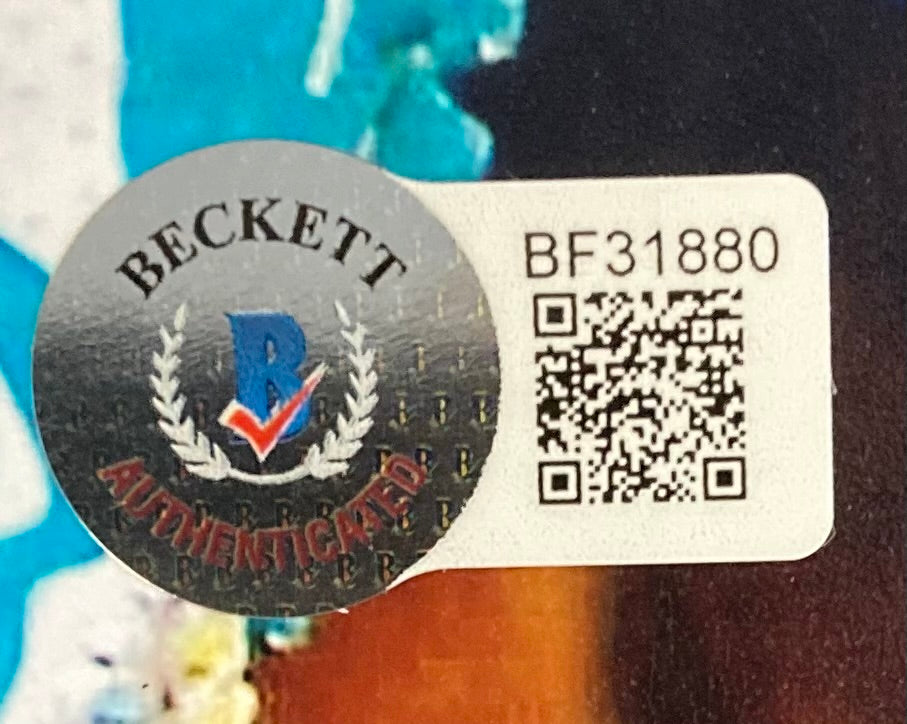 BECKETT
B
AUTHENTICATED
BF31880